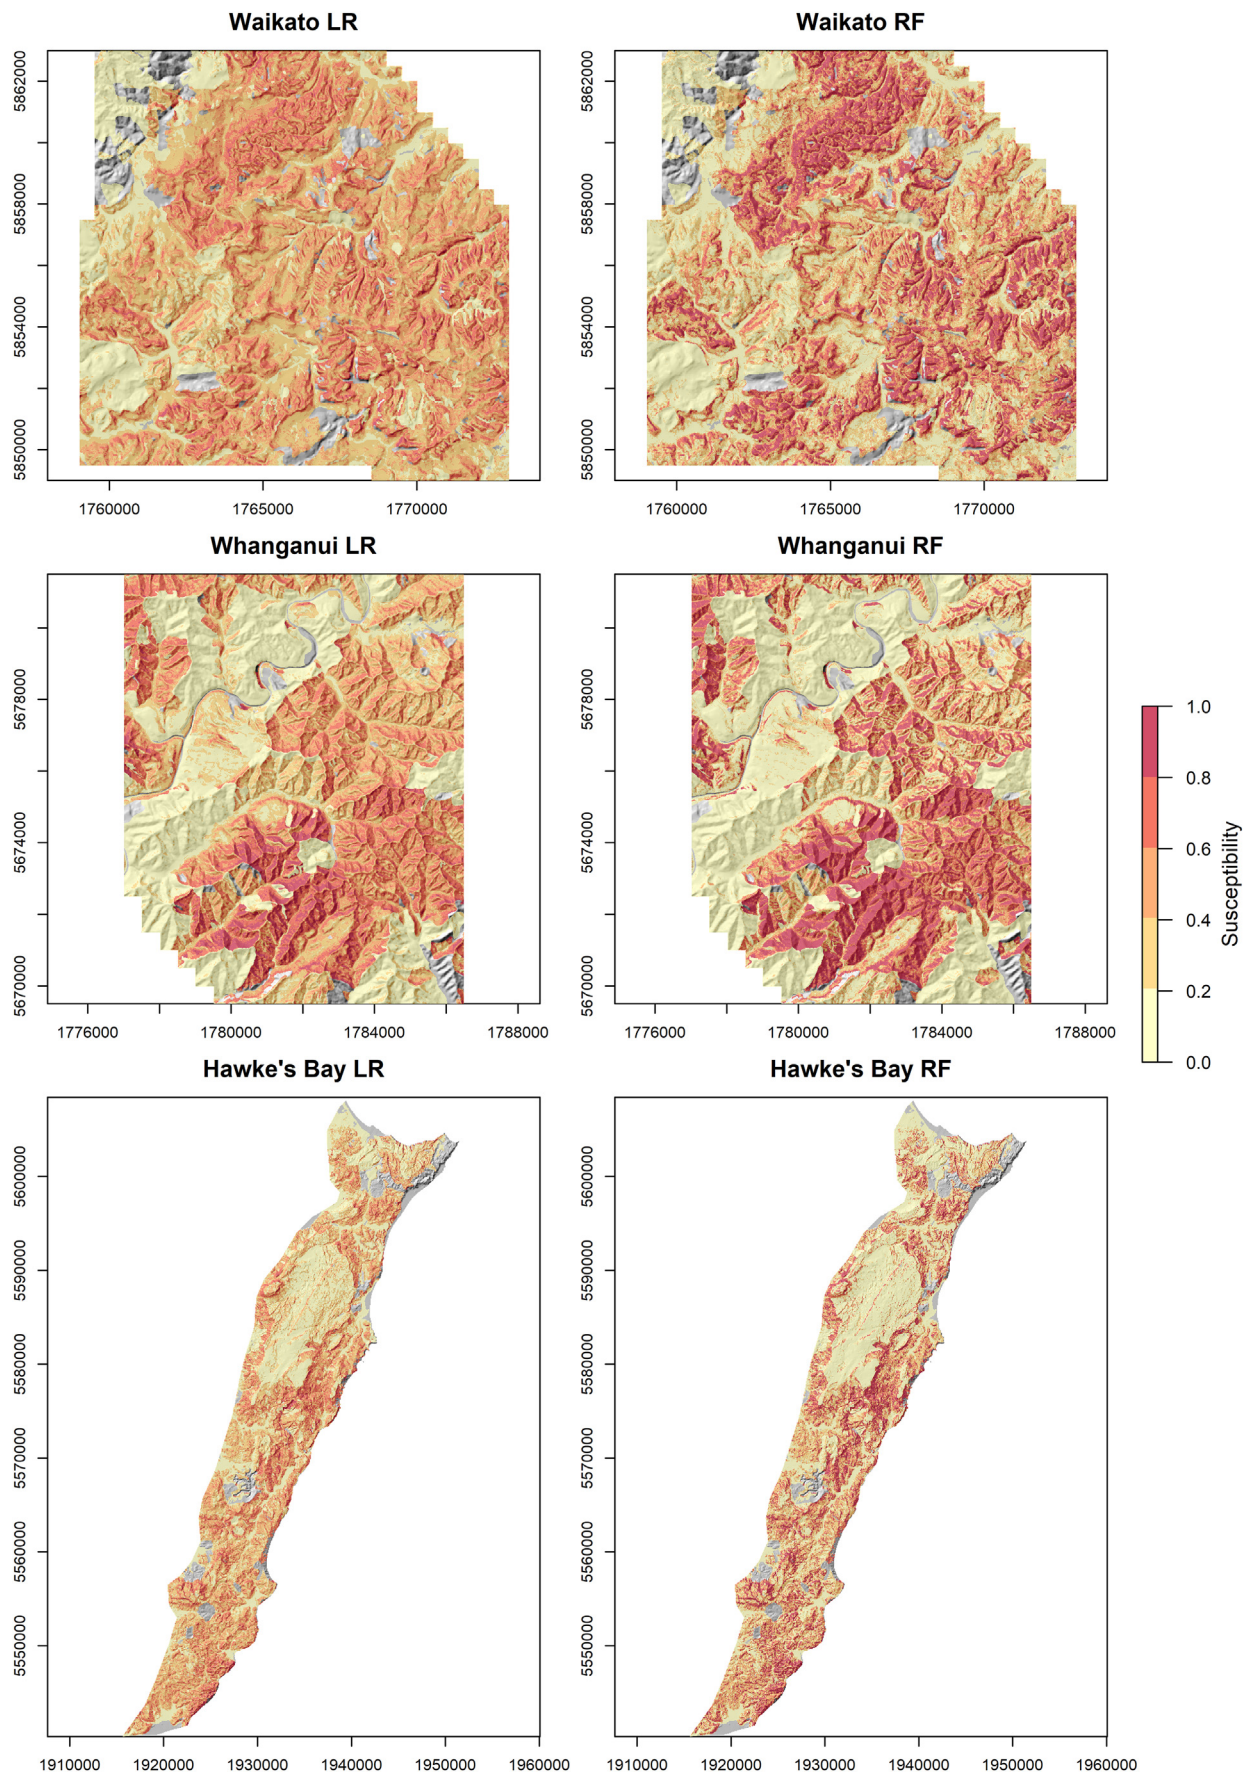 Waikato LR
Waikato RF
5862000
5858000
5854000
5850000
5862000
5858000
5854000
5850000
1760000 1765000 1770000
1760000 1765000 1770000
Whanganui LR
Whanganui RF
5678000
5674000
5670000
5678000
5674000
5670000
1776000 1780000 1784000 1788000
1776000 1780000 1784000 1788000
1.0
0.8
0.6
0.4
0.2
0.0
Susceptibility
Hawke's Bay LR
Hawke's Bay RF
5600000
5590000
5580000
5570000
5560000
5550000
5600000
5590000
5580000
5570000
5560000
5550000
1910000 1920000 1930000 1940000 1950000 1960000
1910000 1920000 1930000 1940000 1950000 1960000